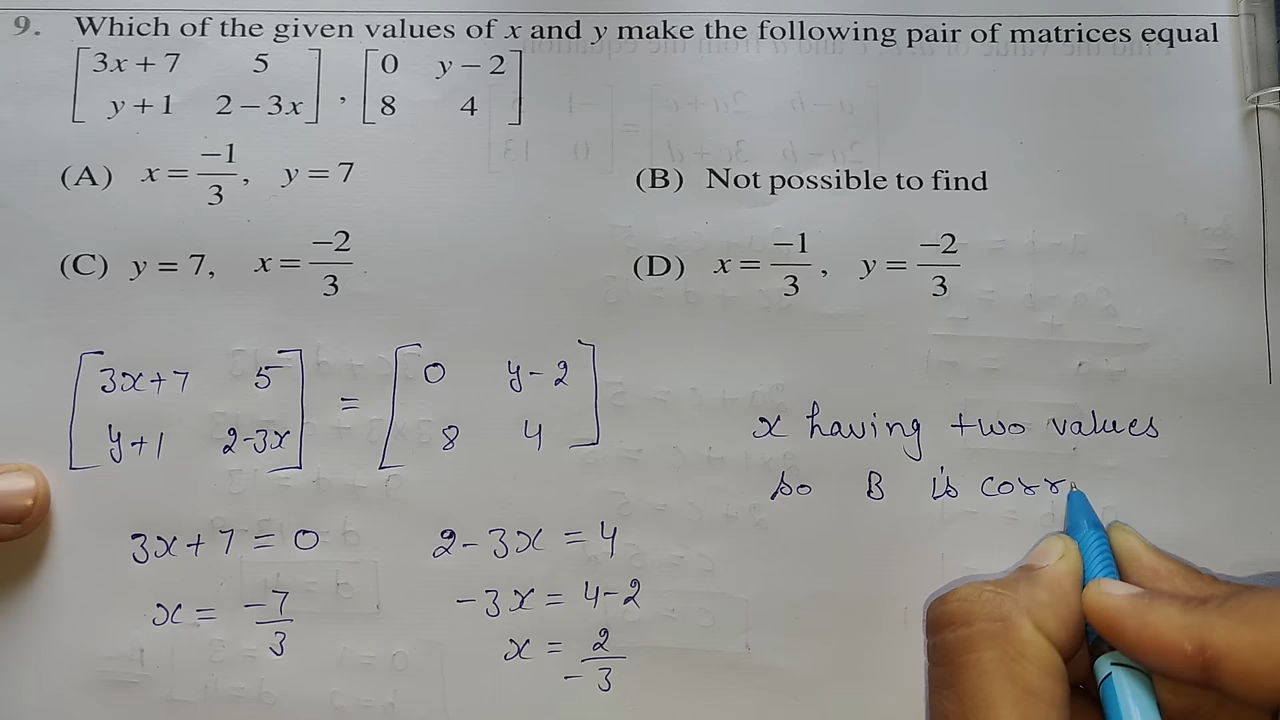 9. Which of the given values of x and y make the following pair of matrices equal
[3x + 7 5], [0 y – 2]
[y + 1 2 – 3x] [8 4]
(A) x = -1/3, y = 7 (B) Not possible to find
(C) y = 7, x = -2/3 (D) x = -1/3, y = -2/3
[3x+7 5] = [0 y-2]
[y+1 2-3x] [8 4]
x having two values
so B is corr
3x+7 = 0 2-3x = 4
x = -7/3 -3x = 4-2
x = 2/-3